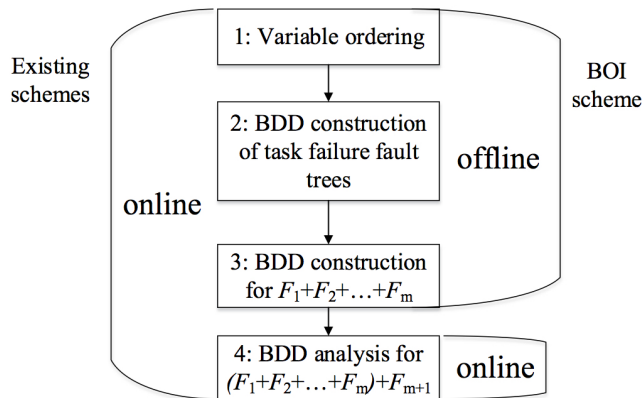 1: Variable ordering
Existing
schemes
BOI
scheme
2: BDD construction
of task failure fault
trees
offline
online
3: BDD construction
for F₁+F₂+…+Fₘ
4: BDD analysis for
(F₁+F₂+…+Fₘ)+Fₘ₊₁
online